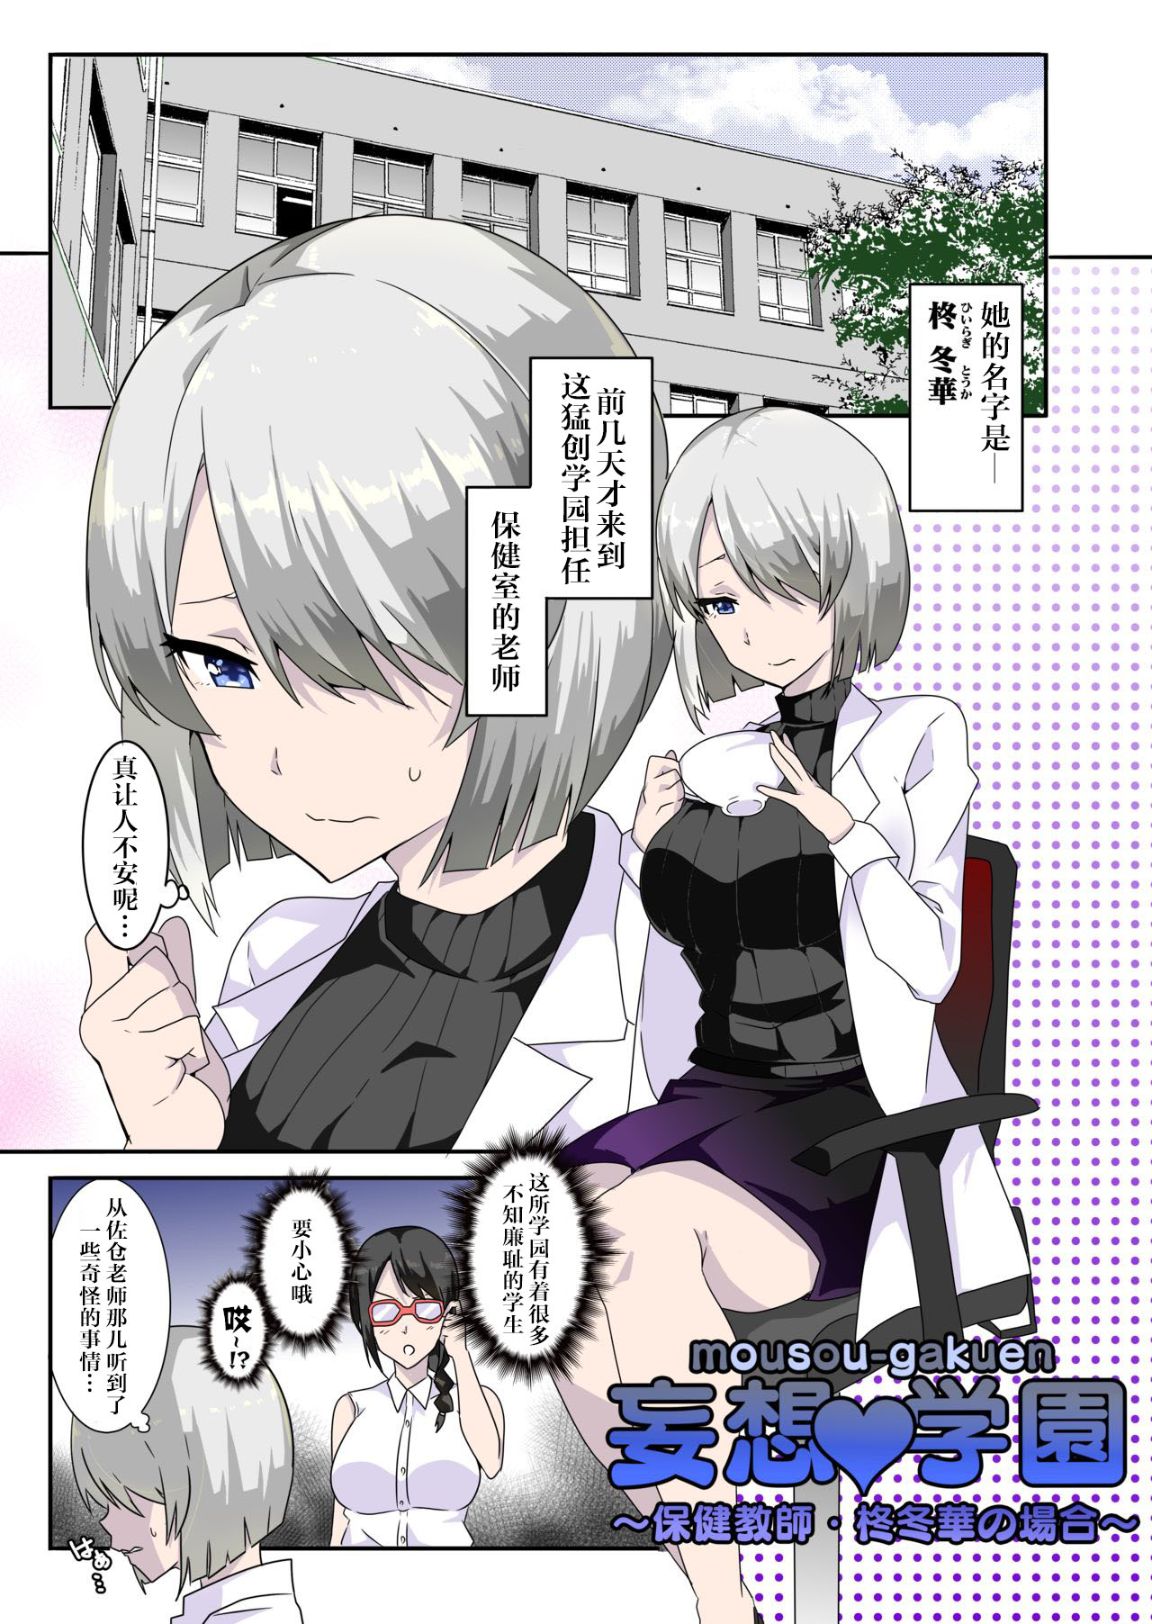 她的名字是—
柊 冬華
ひいらぎ とうか
前几天才来到
这猛创学园担任
保健室的老师
真让人不安呢…
这所学园有着很多
不知廉耻的学生
要小心哦
哎~!?
从佐仓老师那儿听到了
一些奇怪的事情…
はぁ…
mousou-gakuen
妄想♥学園
～保健教師・柊冬華の場合～